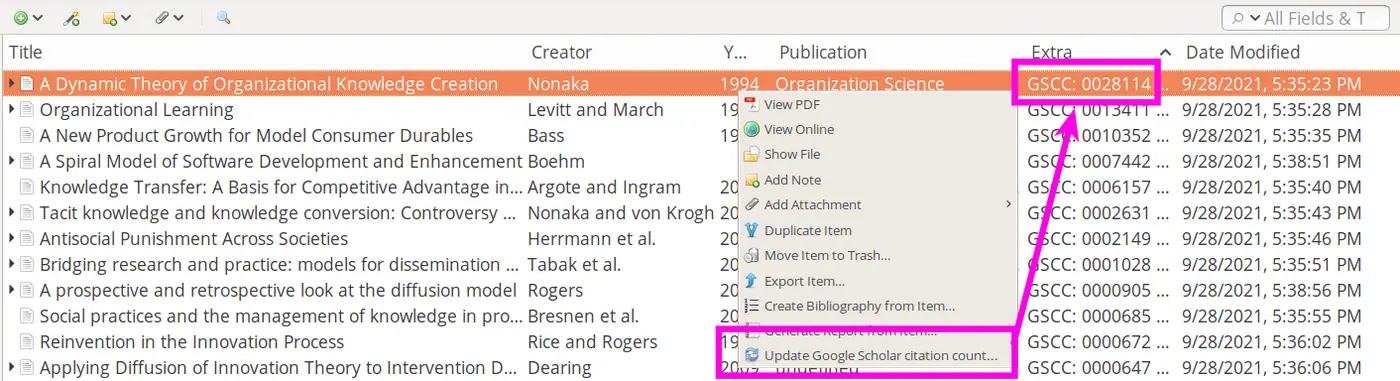 All Fields & T
Title Creator Y... Publication Extra Date Modified
A Dynamic Theory of Organizational Knowledge Creation Nonaka 1994 Organization Science GSCC: 0028114 ... 9/28/2021, 5:35:23 PM
View PDF
Organizational Learning Levitt and March 19 GSCC: 0013411 ... 9/28/2021, 5:35:28 PM
View Online
A New Product Growth for Model Consumer Durables Bass 19 GSCC: 0010352 ... 9/28/2021, 5:35:35 PM
Show File
A Spiral Model of Software Development and Enhancement Boehm GSCC: 0007442 ... 9/28/2021, 5:38:51 PM
Add Note
Knowledge Transfer: A Basis for Competitive Advantage in... Argote and Ingram 20 GSCC: 0006157 ... 9/28/2021, 5:35:40 PM
Add Attachment
Tacit knowledge and knowledge conversion: Controversy ... Nonaka and von Krogh 20 GSCC: 0002631 ... 9/28/2021, 5:35:43 PM
Duplicate Item
Antisocial Punishment Across Societies Herrmann et al. 20 GSCC: 0002149 ... 9/28/2021, 5:35:46 PM
Move Item to Trash...
Bridging research and practice: models for dissemination ... Tabak et al. 20 GSCC: 0001028 ... 9/28/2021, 5:35:51 PM
Export Item...
A prospective and retrospective look at the diffusion model Rogers 20 GSCC: 0000905 ... 9/28/2021, 5:38:56 PM
Create Bibliography from Item...
Social practices and the management of knowledge in pro... Bresnen et al. 20 GSCC: 0000685 ... 9/28/2021, 5:35:55 PM
Generate Report from Item...
Reinvention in the Innovation Process Rice and Rogers 19 GSCC: 0000672 ... 9/28/2021, 5:36:02 PM
Update Google Scholar citation count...
Applying Diffusion of Innovation Theory to Intervention D... Dearing 2009 undefined GSCC: 0000647 ... 9/28/2021, 5:36:06 PM